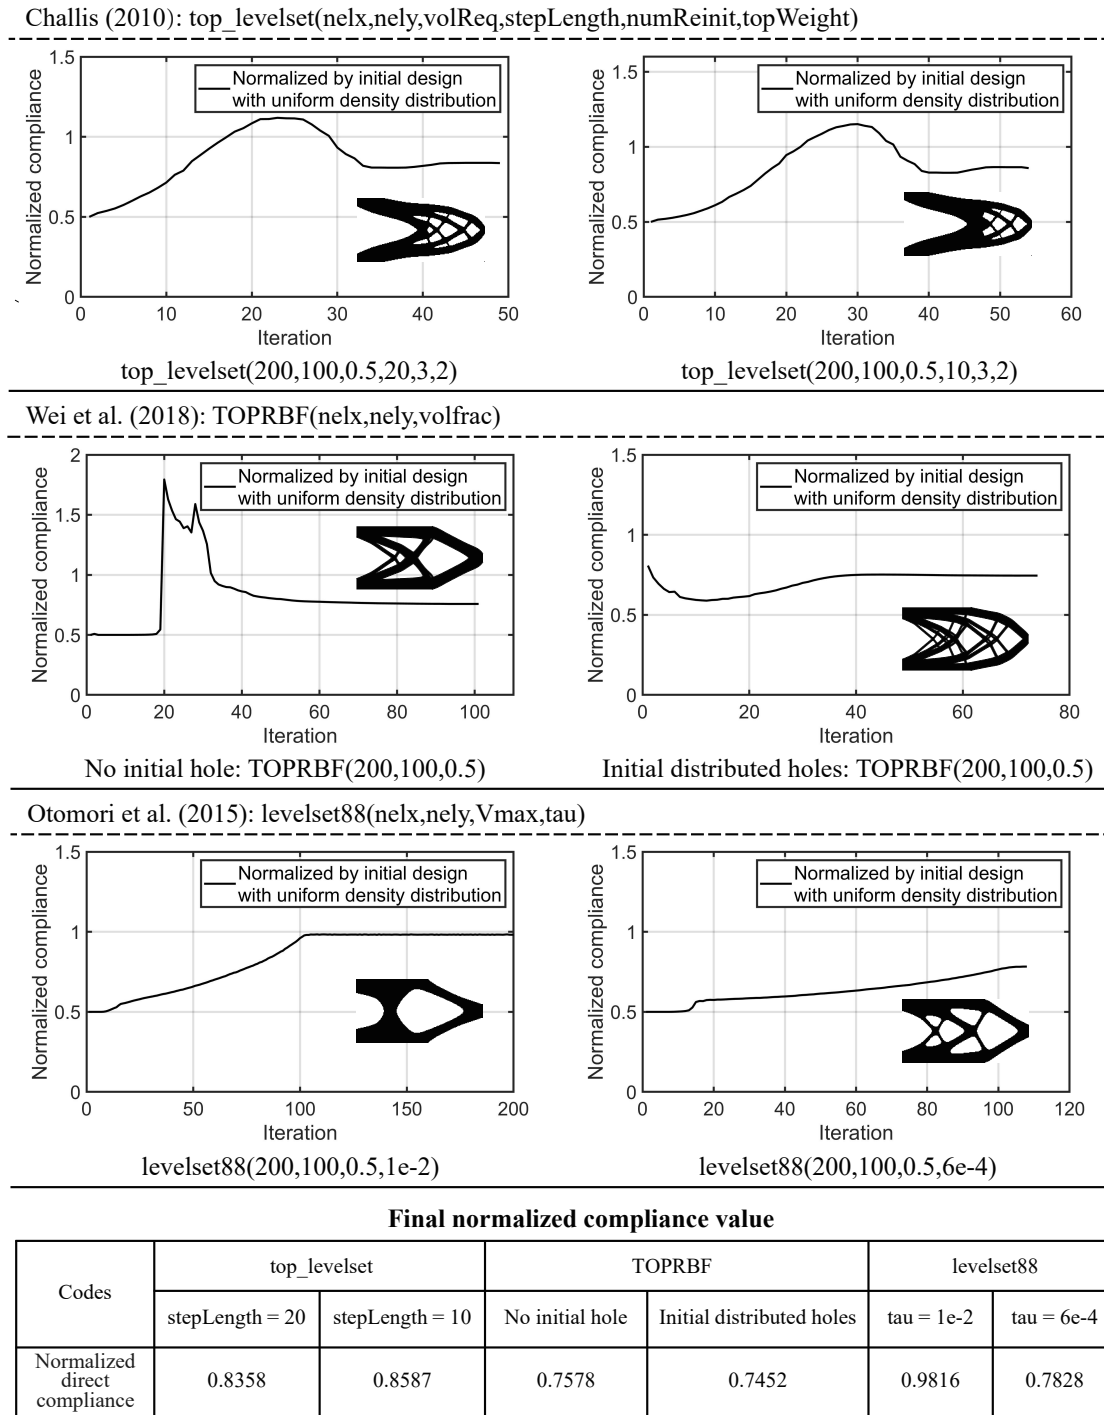 Challis (2010): top_levelset(nelx,nely,volReq,stepLength,numReinit,topWeight)
Normalized compliance
1.5
1
0.5
0
Normalized by initial design
with uniform density distribution
0 10 20 30 40 50
Iteration
top_levelset(200,100,0.5,20,3,2)
Normalized compliance
1.5
1
0.5
0
Normalized by initial design
with uniform density distribution
0 10 20 30 40 50 60
Iteration
top_levelset(200,100,0.5,10,3,2)
Wei et al. (2018): TOPRBF(nelx,nely,volfrac)
Normalized compliance
2
1.5
1
0.5
0
Normalized by initial design
with uniform density distribution
0 20 40 60 80 100
Iteration
No initial hole: TOPRBF(200,100,0.5)
Normalized compliance
1.5
1
0.5
0
Normalized by initial design
with uniform density distribution
0 20 40 60 80
Iteration
Initial distributed holes: TOPRBF(200,100,0.5)
Otomori et al. (2015): levelset88(nelx,nely,Vmax,tau)
Normalized compliance
1.5
1
0.5
0
Normalized by initial design
with uniform density distribution
0 50 100 150 200
Iteration
levelset88(200,100,0.5,1e-2)
Normalized compliance
1.5
1
0.5
0
Normalized by initial design
with uniform density distribution
0 20 40 60 80 100 120
Iteration
levelset88(200,100,0.5,6e-4)
Final normalized compliance value
Codes
top_levelset TOPRBF levelset88
stepLength = 20 stepLength = 10 No initial hole Initial distributed holes tau = 1e-2 tau = 6e-4
Normalized
direct
compliance
0.8358 0.8587 0.7578 0.7452 0.9816 0.7828